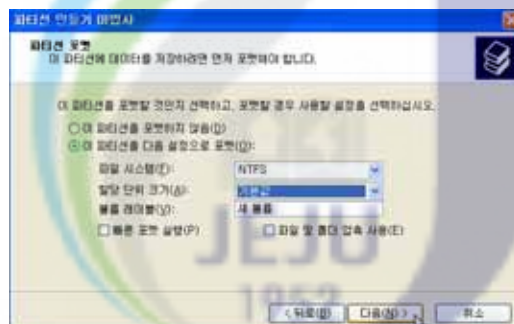 파티션 만들기 마법사
파티션 포맷
이 파티션에 데이터를 저장하려면 먼저 포맷해야 합니다.
이 파티션을 포맷할 것인지 선택하고, 포맷할 경우 사용할 설정을 선택하십시오.
이 파티션을 포맷하지 않음(D)
이 파티션을 다음 설정으로 포맷(O):
파일 시스템(F): NTFS
할당 단위 크기(A): 기본값
볼륨 레이블(V): 새 볼륨
빠른 포맷 실행(P) 파일 및 폴더 압축 사용(E)
JEJU
1952
< 뒤로(B) 다음(N) > 취소